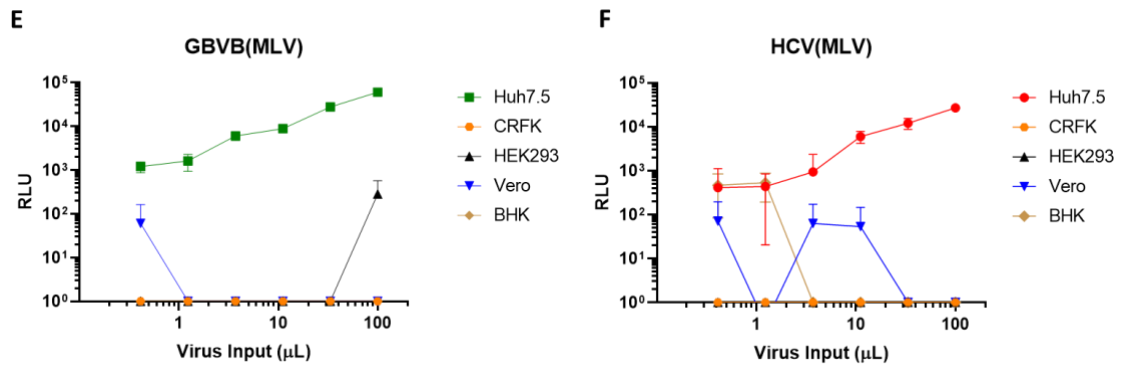 E
GBVB(MLV)
RLU
10⁵
10⁴
10³
10²
10¹
10⁰
1 10 100
Virus Input (μL)
Huh7.5
CRFK
HEK293
Vero
BHK
F
HCV(MLV)
RLU
10⁵
10⁴
10³
10²
10¹
10⁰
1 10 100
Virus Input (μL)
Huh7.5
CRFK
HEK293
Vero
BHK